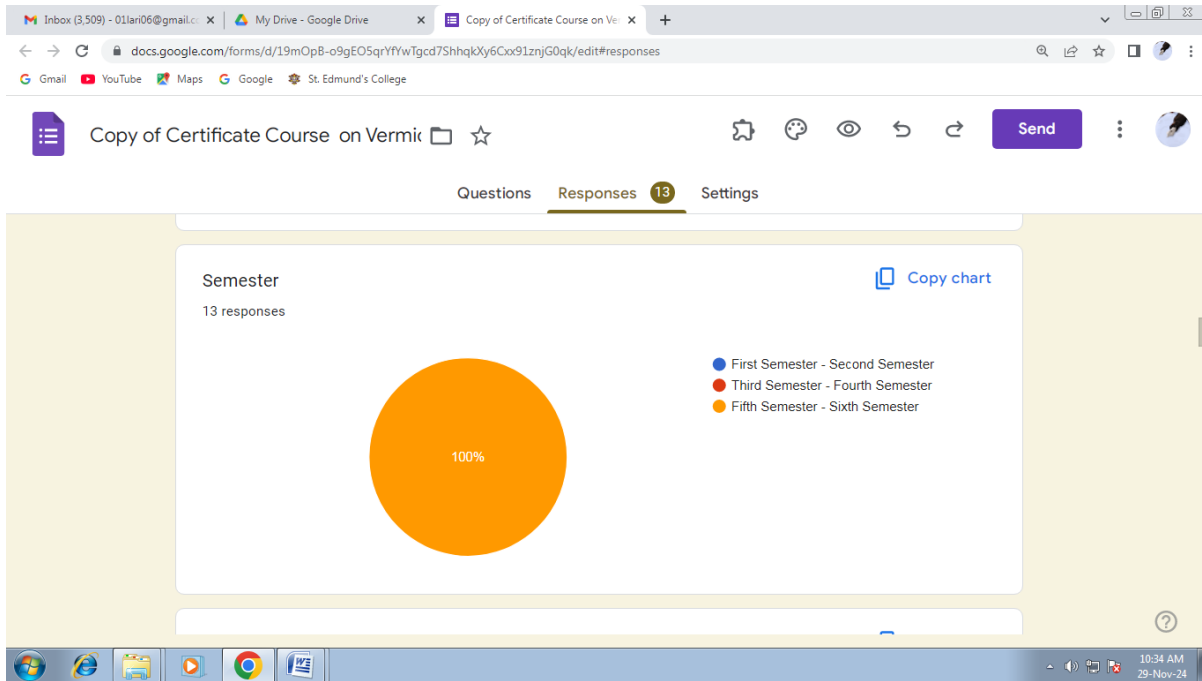 Inbox (3,509) - 01lari06@gmail.cc
My Drive - Google Drive
Copy of Certificate Course on Ve
docs.google.com/forms/d/19mOpB-o9gEO5qrYfYwTgcd7ShhqkXy6Cxx91znjG0qk/edit#responses
Gmail YouTube Maps Google St. Edmund's College
Copy of Certificate Course on Vermic
Send
Questions Responses 13 Settings
Semester
Copy chart
13 responses
100%
First Semester - Second Semester
Third Semester - Fourth Semester
Fifth Semester - Sixth Semester
10:34 AM
29-Nov-24